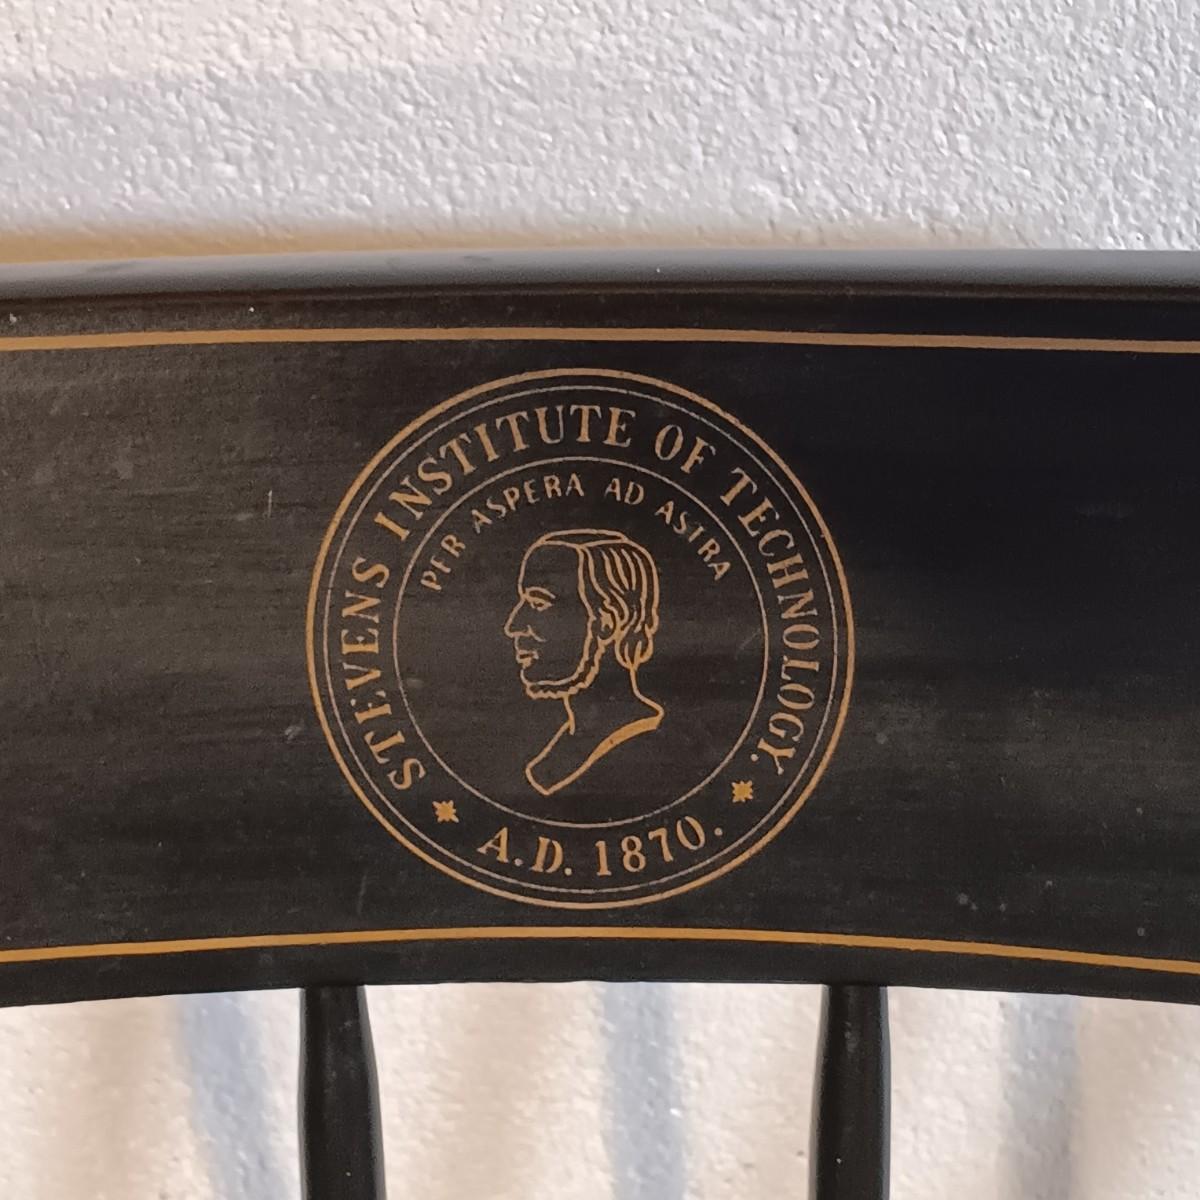 STEVENS INSTITUTE OF TECHNOLOGY.
PER ASPERA AD ASTRA
A.D. 1870.